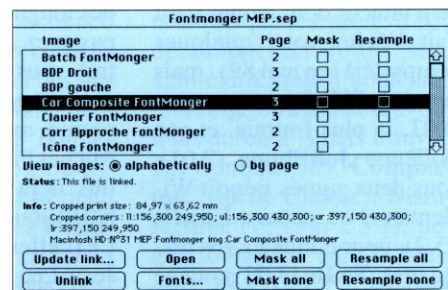 Fontmonger MEP.sep
Image Page Mask Resample
Batch FontMonger 2
BDP Droit 3
BDP gauche 2
Car Composite FontMonger 3
Clavier FontMonger 3
Corr Approche FontMonger 3
Icône FontMonger 2
View images: alphabetically by page
Status: This file is linked.
Info: Cropped print size: 84,97 x 63,62 mm
Cropped corners: ll:156,300 249,950; ul:156,300 430,300; ur:397,150 430,300;
lr:397,150 249,950
Macintosh HD:N°31 MEP:Fontmonger img:Car Composite FontMonger
Update link... Open Mask all Resample all
Unlink Fonts... Mask none Resample none